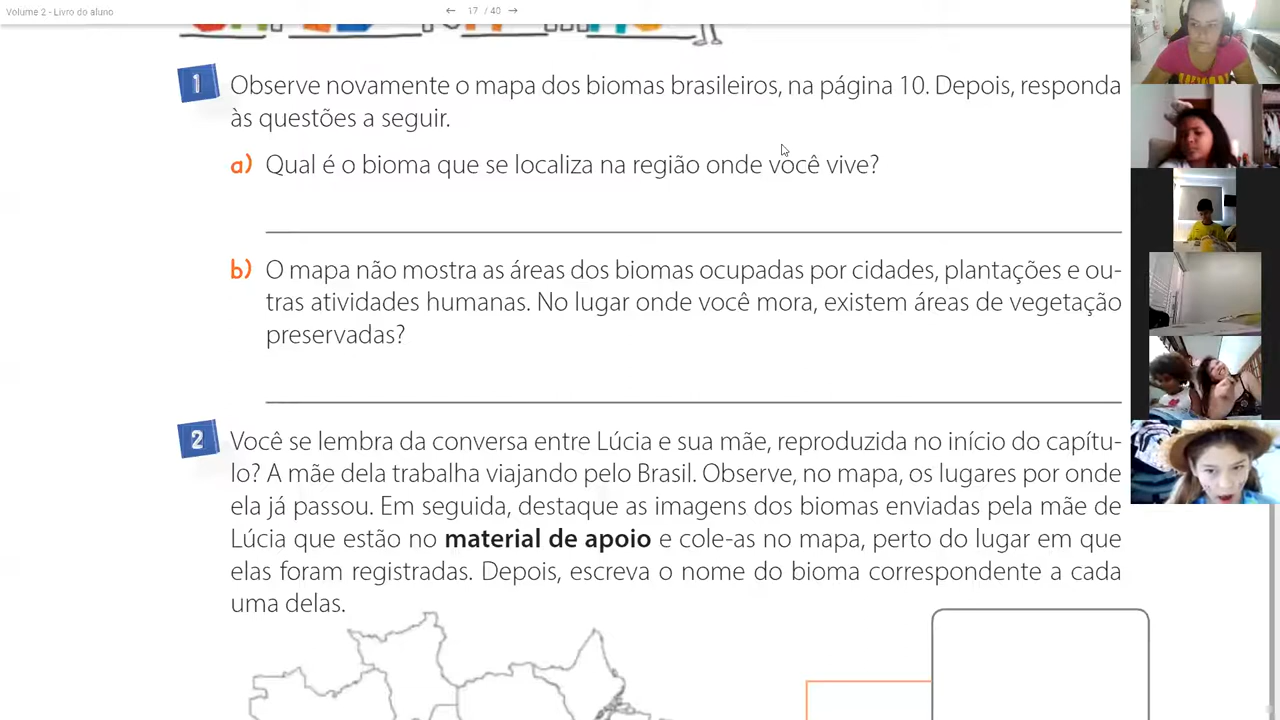 Volume 2 - Livro do aluno
← 17 / 40 →
1 Observe novamente o mapa dos biomas brasileiros, na página 10. Depois, responda
às questões a seguir.
a) Qual é o bioma que se localiza na região onde você vive?
b) O mapa não mostra as áreas dos biomas ocupadas por cidades, plantações e ou-
tras atividades humanas. No lugar onde você mora, existem áreas de vegetação
preservadas?
2 Você se lembra da conversa entre Lúcia e sua mãe, reproduzida no início do capítu-
lo? A mãe dela trabalha viajando pelo Brasil. Observe, no mapa, os lugares por onde
ela já passou. Em seguida, destaque as imagens dos biomas enviadas pela mãe de
Lúcia que estão no material de apoio e cole-as no mapa, perto do lugar em que
elas foram registradas. Depois, escreva o nome do bioma correspondente a cada
uma delas.